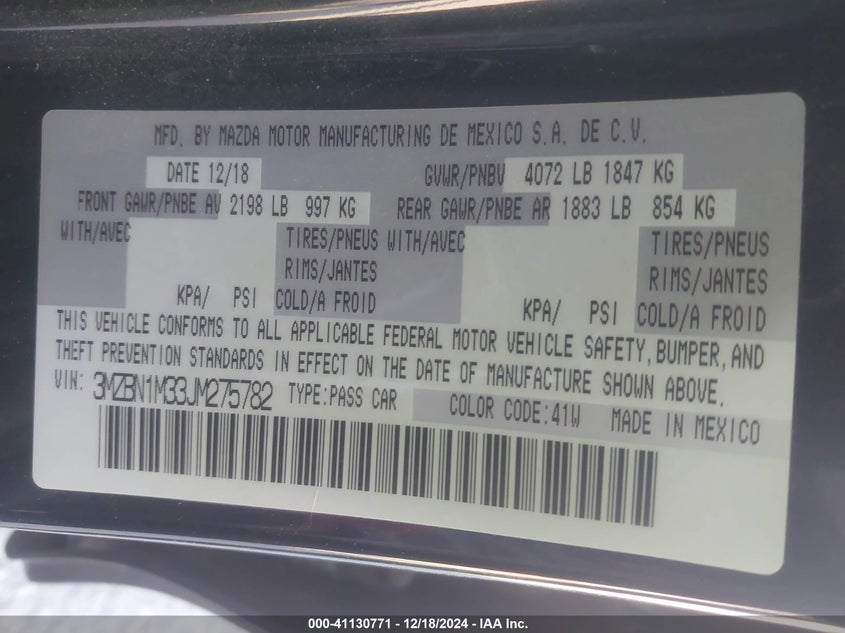 MFD. BY MAZDA MOTOR MANUFACTURING DE MEXICO S.A. DE C.V.
DATE 12/18 GVWR/PNBV 4072 LB 1847 KG
FRONT GAWR/PNBE AV 2198 LB 997 KG REAR GAWR/PNBE AR 1883 LB 854 KG
WITH/AVEC TIRES/PNEUS WITH/AVEC TIRES/PNEUS
RIMS/JANTES RIMS/JANTES
KPA/ PSI COLD/A FROID KPA/ PSI COLD/A FROID
THIS VEHICLE CONFORMS TO ALL APPLICABLE FEDERAL MOTOR VEHICLE SAFETY, BUMPER, AND
THEFT PREVENTION STANDARDS IN EFFECT ON THE DATE OF MANUFACTURE SHOWN ABOVE.
VIN: 3MZBN1M33JM275782 TYPE:PASS CAR COLOR CODE:41W MADE IN MEXICO
000-41130771 - 12/18/2024 - IAA Inc.